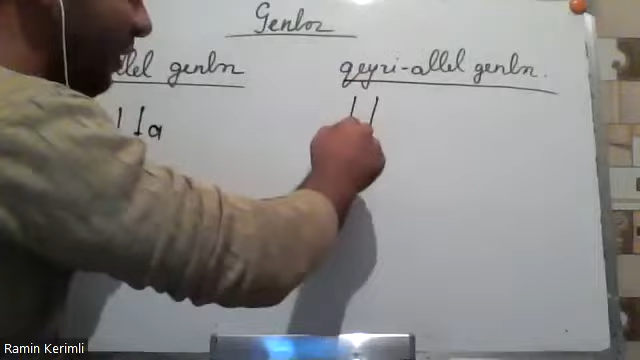 Genlər
allel genlər
qeyri-allel genlər.
a
Ramin Kerimli